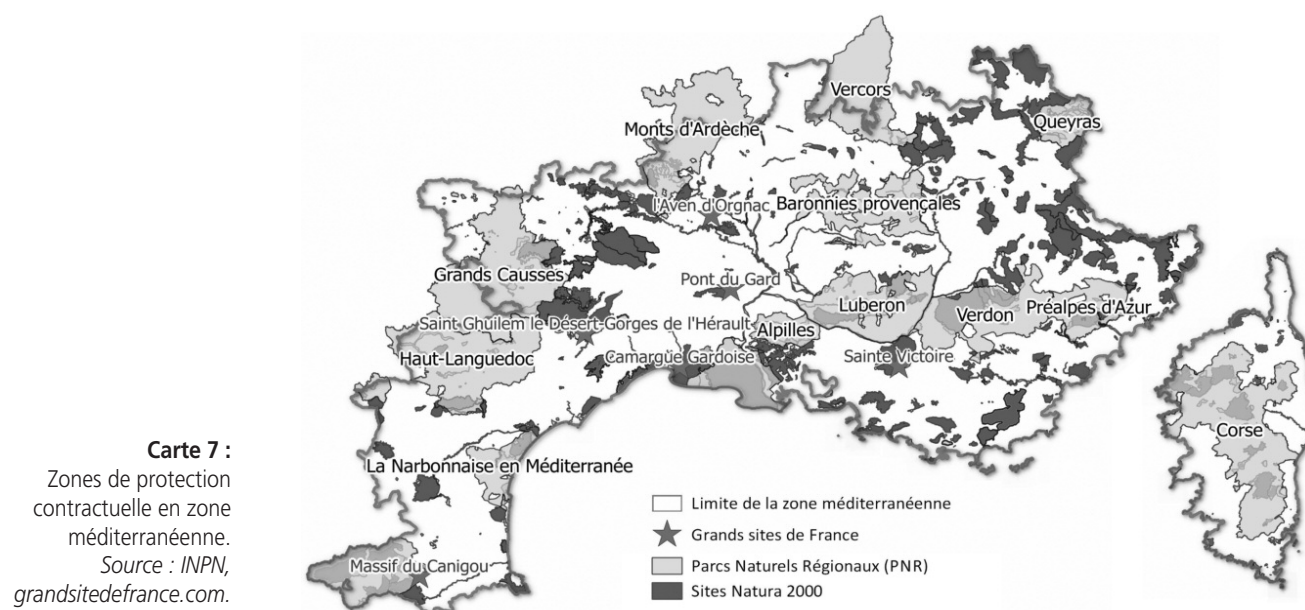 Vercors
Queyras
Monts d'Ardèche
l'Aven d'Orgnac
Baronnies provençales
Grands Causses
Pont du Gard
Luberon
Verdon
Préalpes d'Azur
Saint Ghuilem le Désert-Gorges de l'Hérault
Alpilles
Haut-Languedoc
Camargue Gardoise
Sainte Victoire
Corse
La Narbonnaise en Méditerranée
Massif du Canigou
Limite de la zone méditerranéenne
Grands sites de France
Parcs Naturels Régionaux (PNR)
Sites Natura 2000
Carte 7 :
Zones de protection
contractuelle en zone
méditerranéenne.
Source : INPN,
grandsitedefrance.com.